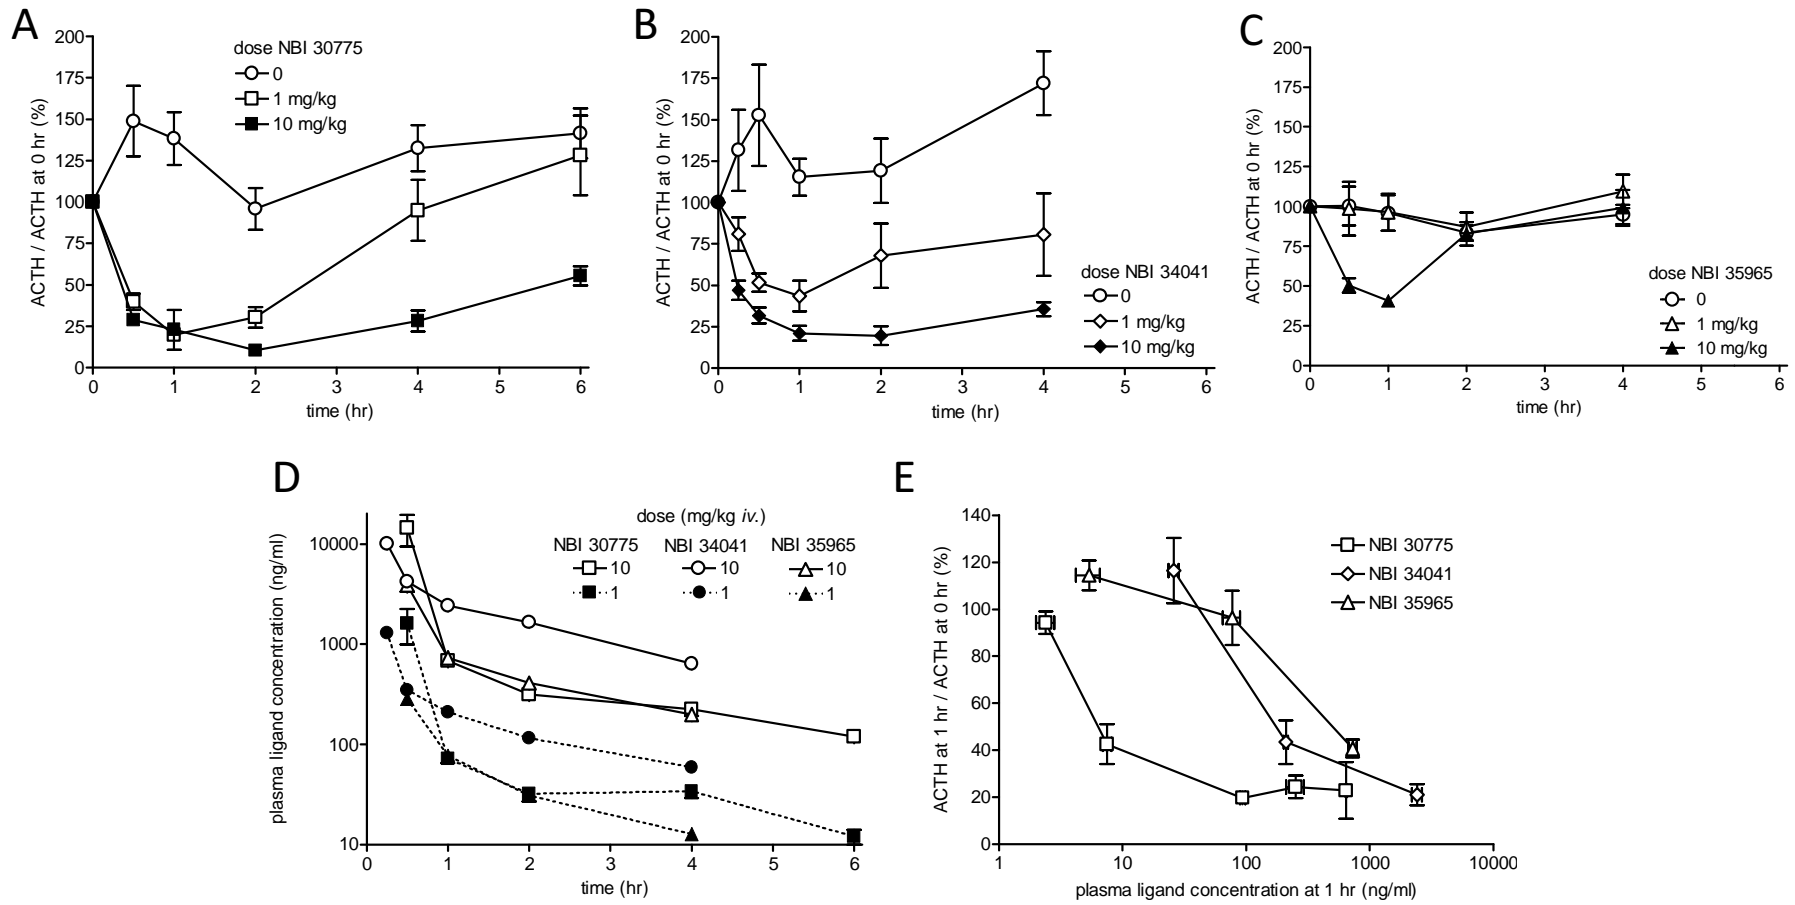 A
ACTH / ACTH at 0 hr (%)
200
175
150
125
100
75
50
25
0
0 1 2 3 4 5 6
time (hr)
dose NBI 30775
0
1 mg/kg
10 mg/kg
B
ACTH / ACTH at 0 hr (%)
200
175
150
125
100
75
50
25
0
0 1 2 3 4 5 6
time (hr)
dose NBI 34041
0
1 mg/kg
10 mg/kg
C
ACTH / ACTH at 0 hr (%)
200
175
150
125
100
75
50
25
0
0 1 2 3 4 5 6
time (hr)
dose NBI 35965
0
1 mg/kg
10 mg/kg
D
plasma ligand concentration (ng/ml)
10000
1000
100
10
0 1 2 3 4 5 6
time (hr)
dose (mg/kg iv.)
NBI 30775 NBI 34041 NBI 35965
10 10 10
1 1 1
E
ACTH at 1 hr / ACTH at 0 hr (%)
140
120
100
80
60
40
20
0
1 10 100 1000 10000
plasma ligand concentration at 1 hr (ng/ml)
NBI 30775
NBI 34041
NBI 35965